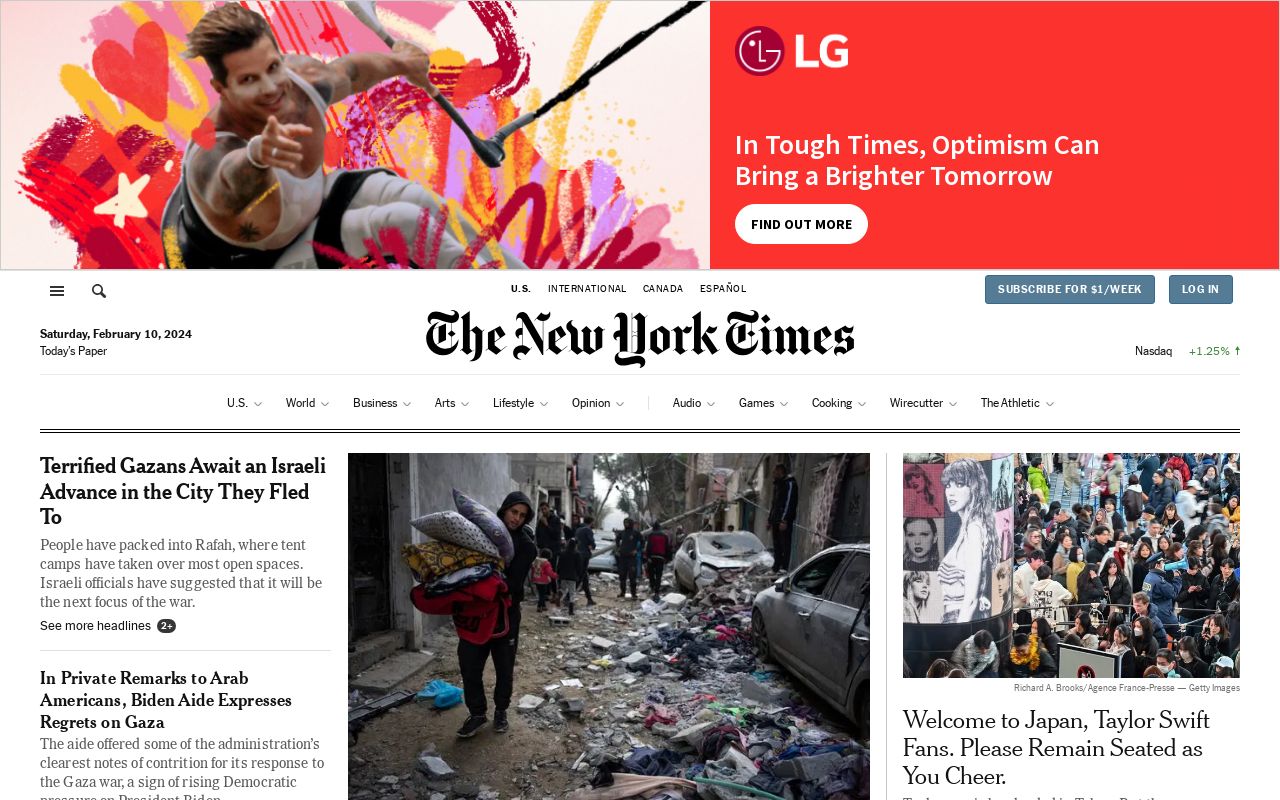 LG
In Tough Times, Optimism Can
Bring a Brighter Tomorrow
FIND OUT MORE
U.S. INTERNATIONAL CANADA ESPAÑOL
SUBSCRIBE FOR $1/WEEK
LOG IN
Saturday, February 10, 2024
Today's Paper
The New York Times
Nasdaq +1.25%
U.S. World Business Arts Lifestyle Opinion Audio Games Cooking Wirecutter The Athletic
Terrified Gazans Await an Israeli
Advance in the City They Fled
To
People have packed into Rafah, where tent
camps have taken over most open spaces.
Israeli officials have suggested that it will be
the next focus of the war.
See more headlines 2+
In Private Remarks to Arab
Americans, Biden Aide Expresses
Regrets on Gaza
The aide offered some of the administration's
clearest notes of contrition for its response to
the Gaza war, a sign of rising Democratic
pressure on President Biden.
Richard A. Brooks/Agence France-Presse — Getty Images
Welcome to Japan, Taylor Swift
Fans. Please Remain Seated as
You Cheer.